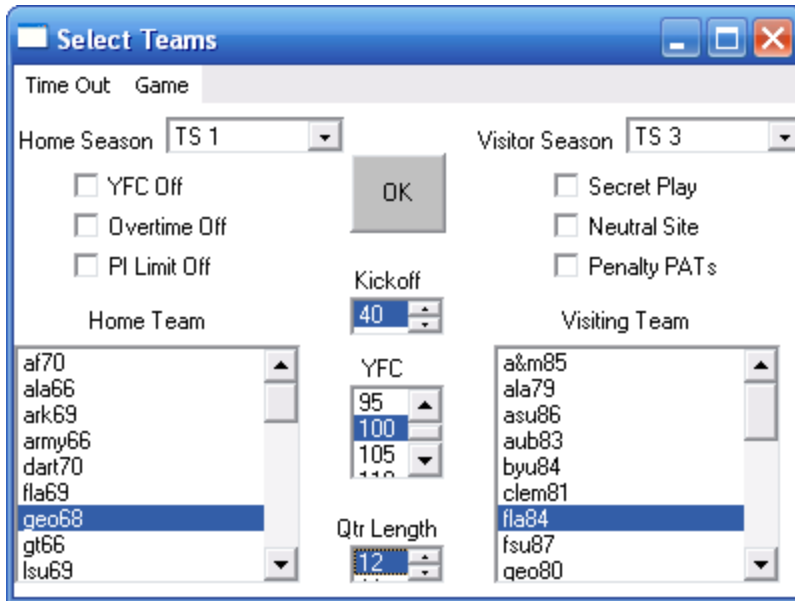 Select Teams
Time Out Game
Home Season TS 1
Visitor Season TS 3
YFC Off
Overtime Off
PI Limit Off
OK
Secret Play
Neutral Site
Penalty PATs
Kickoff
40
Home Team
af70
ala66
ark69
army66
dart70
fla69
geo68
gt66
lsu69
YFC
95
100
105
110
Qtr Length
12
Visiting Team
a&m85
ala79
asu86
aub83
byu84
clem81
fla84
fsu87
geo80